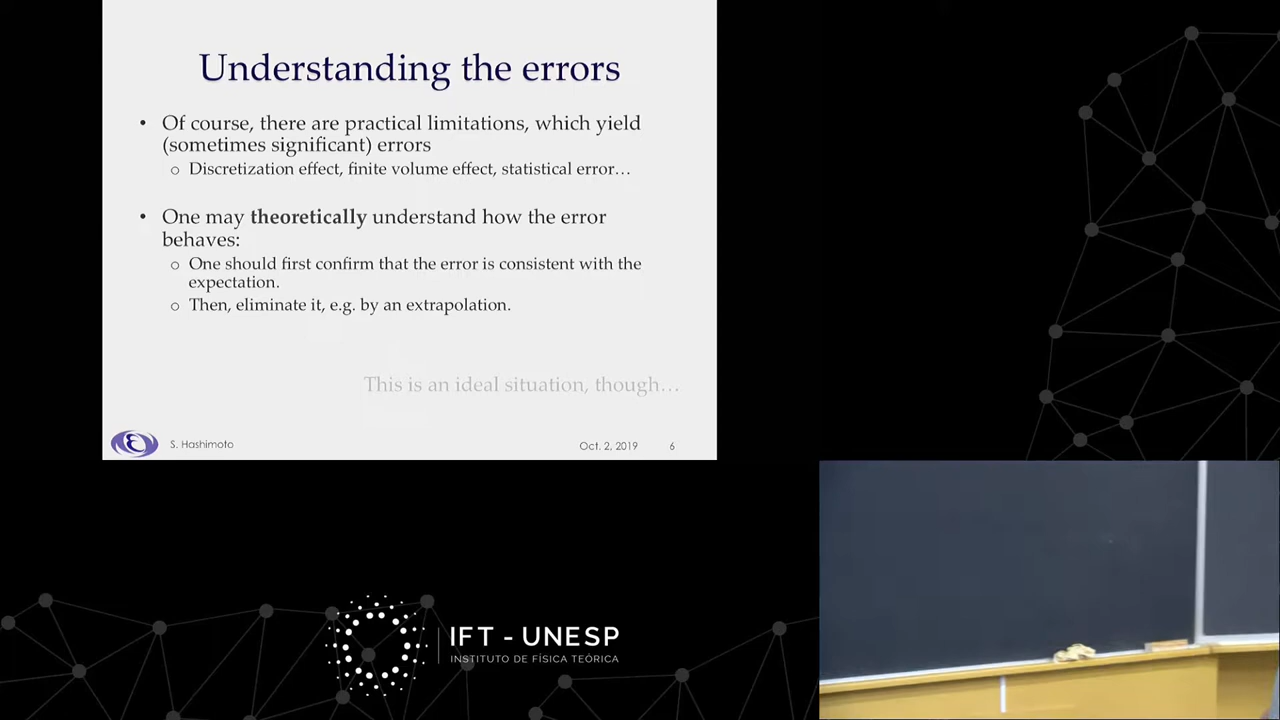 Understanding the errors
• Of course, there are practical limitations, which yield
(sometimes significant) errors
o Discretization effect, finite volume effect, statistical error…
• One may theoretically understand how the error
behaves:
o One should first confirm that the error is consistent with the
expectation.
o Then, eliminate it, e.g. by an extrapolation.
This is an ideal situation, though…
S. Hashimoto
Oct. 2, 2019 6
IFT - UNESP
INSTITUTO DE FÍSICA TEÓRICA